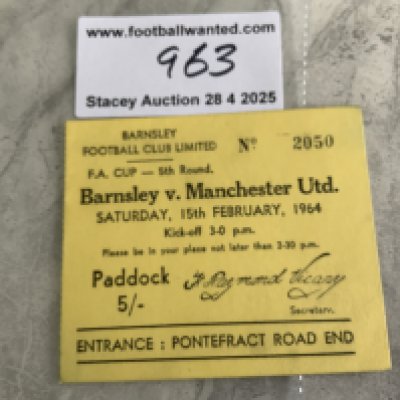 www.footballwanted.com
963
Stacey Auction 28 4 2025
BARNSLEY
FOOTBALL CLUB LIMITED Nº 2050
F.A. CUP — 5th Round.
Barnsley v. Manchester Utd.
SATURDAY, 15th FEBRUARY, 1964
Kick-off 3-0 p.m.
Please be in your place not later than 2-30 p.m.
Paddock
5/-
Secretary.
ENTRANCE : PONTEFRACT ROAD END